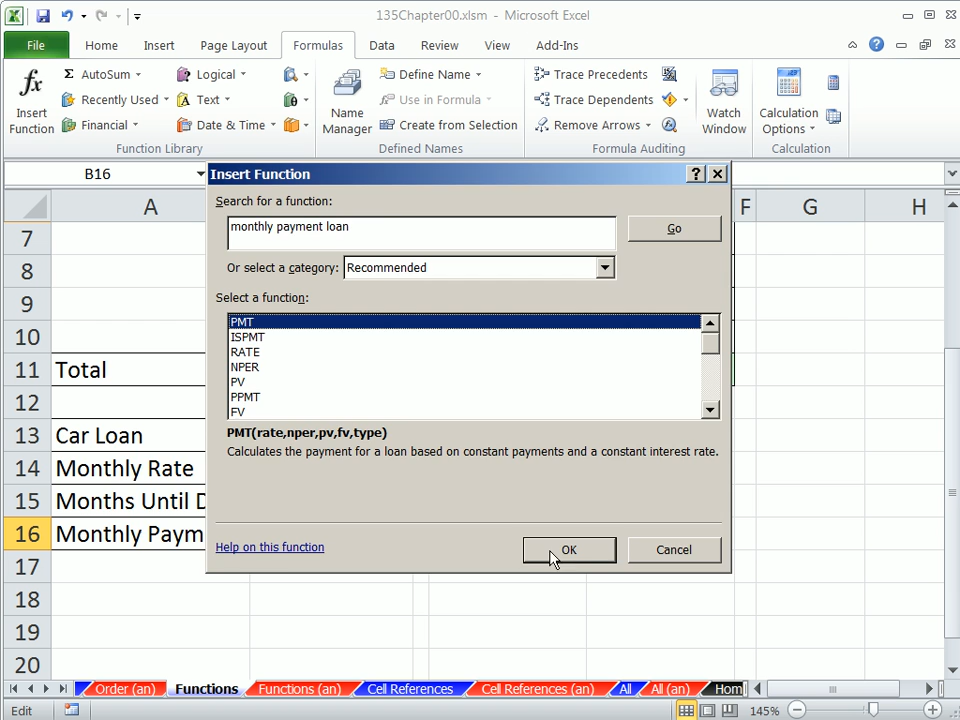 135Chapter00.xlsm - Microsoft Excel
File Home Insert Page Layout Formulas Data Review View Add-Ins
fx Insert Function
Σ AutoSum
Recently Used
Financial
Logical
Text
Date & Time
Name Manager
Define Name
Use in Formula
Create from Selection
Trace Precedents
Trace Dependents
Remove Arrows
Watch Window
Calculation Options
Function Library Defined Names Formula Auditing Calculation
B16
Insert Function
Search for a function:
monthly payment loan
Go
Or select a category: Recommended
Select a function:
PMT
ISPMT
RATE
NPER
PV
PPMT
FV
PMT(rate,nper,pv,fv,type)
Calculates the payment for a loan based on constant payments and a constant interest rate.
Help on this function
OK Cancel
A F G H
7
8
9
10
11 Total
12
13 Car Loan
14 Monthly Rate
15 Months Until D
16 Monthly Paym
17
18
19
20
Order (an) Functions Functions (an) Cell References Cell References (an) All All (an) Hom
Edit 145%